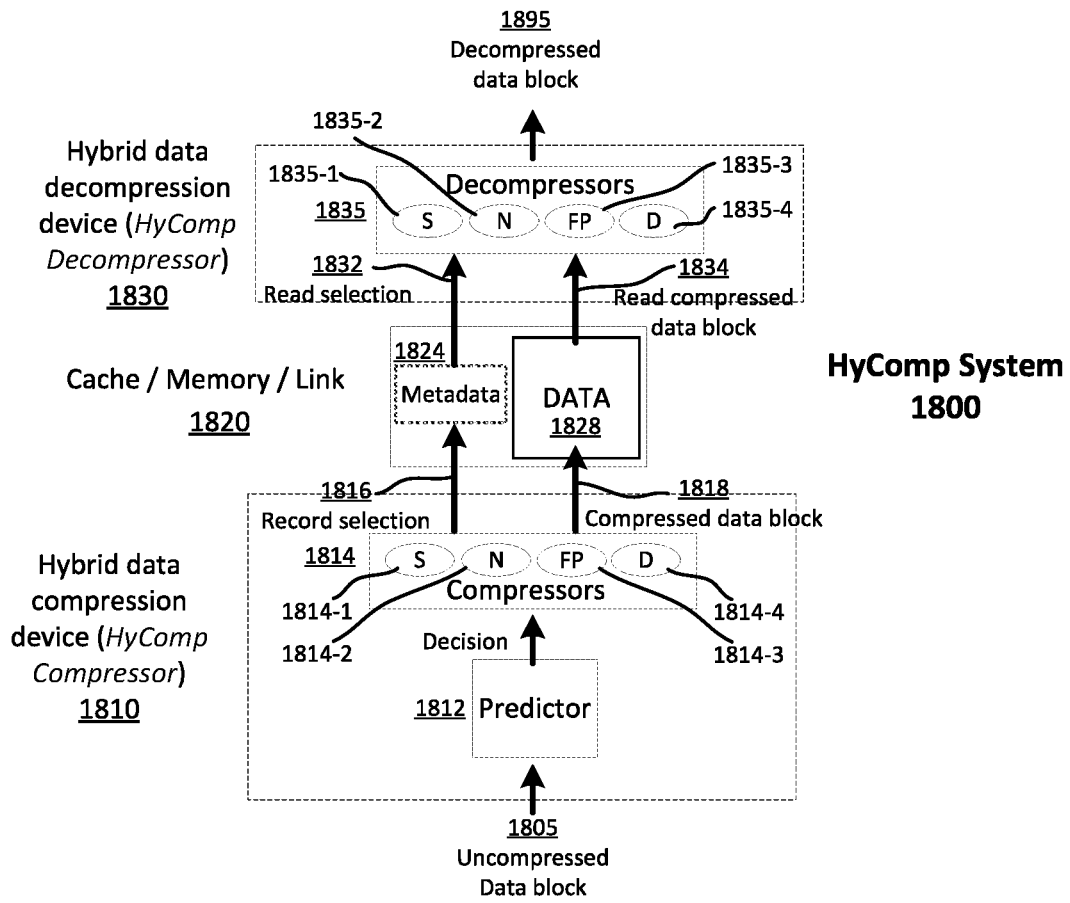 1895
Decompressed
data block
1835-2
Hybrid data
decompression
device (HyComp
Decompressor)
1830
1835-1
Decompressors
1835-3
1835
S N FP D
1835-4
1832
Read selection
1834
Read compressed
data block
Cache / Memory / Link
1820
1824
Metadata
DATA
1828
HyComp System
1800
1816
Record selection
1818
Compressed data block
Hybrid data
compression
device (HyComp
Compressor)
1810
1814
S N FP D
Compressors
1814-1
1814-4
1814-2
1814-3
Decision
1812
Predictor
1805
Uncompressed
Data block